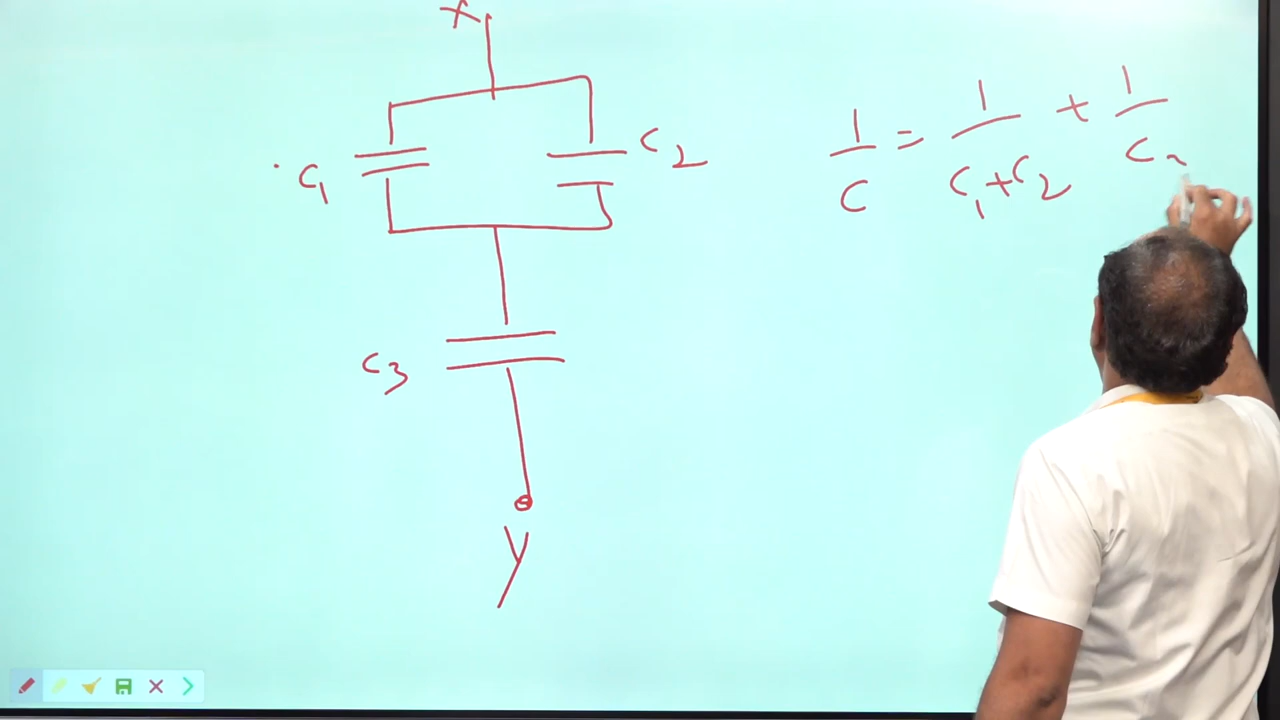 X
C1
C2
C3
Y
1/C = 1/(C1+C2) + 1/C